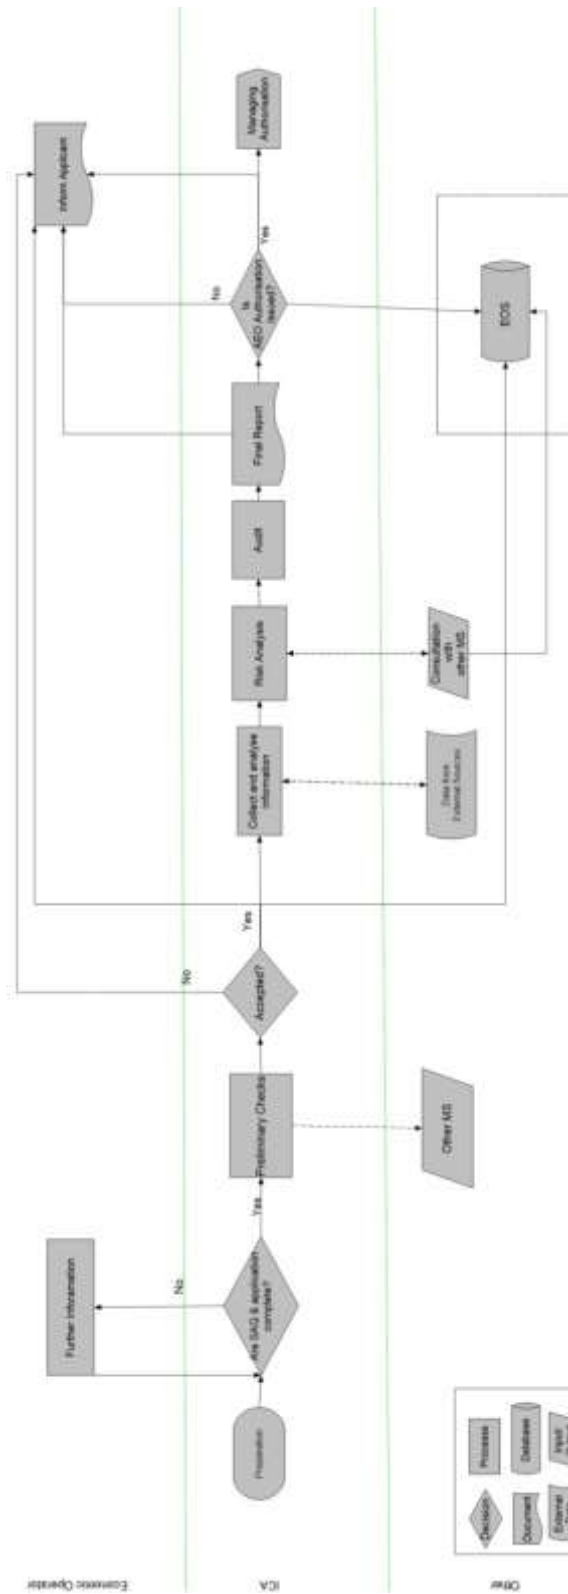 Economic Operator
ICA
Other
Preparation
Are SAQ & application
complete?
No
Yes
Further Inforamation
Preliminary Checks
Other MS
Accepted?
No
Yes
Collect and analyse
information
Data from
External Sources
Risk Analysis
Consultation
with
other MS
Audit
Final Report
Is
AEO Authorisation
issued?
No
Yes
EOS
Inform Applicant
Managing
Authorisation
Decision
Process
Document
Database
External
Input